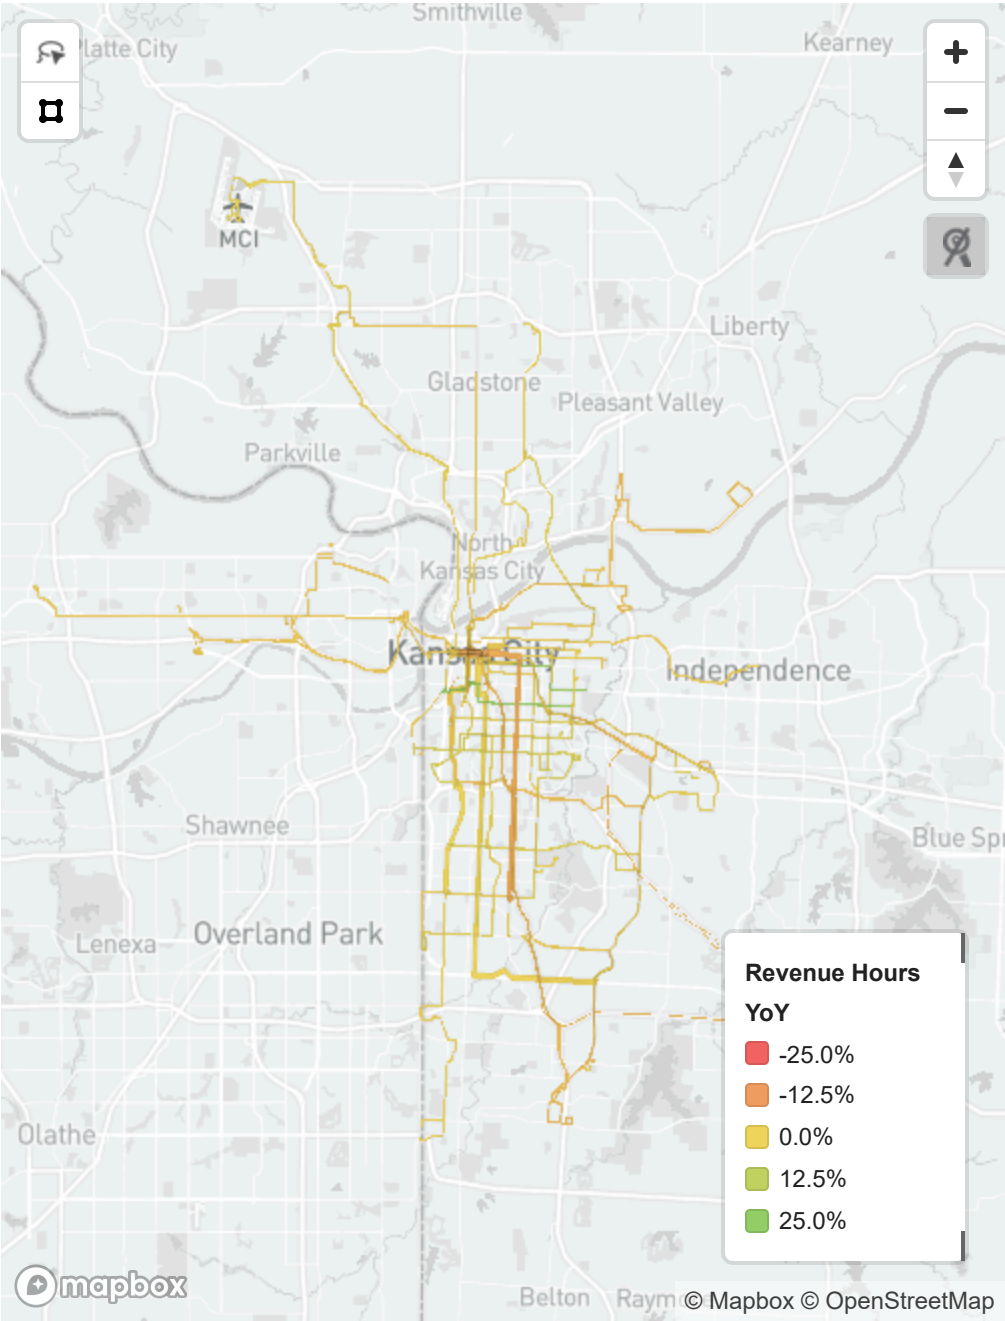 Smithville
Platte City
Kearney
MCI
Liberty
Gladstone
Pleasant Valley
Parkville
North
Kansas City
Kansas City
Independence
Shawnee
Blue Spr
Overland Park
Lenexa
Revenue Hours
YoY
-25.0%
-12.5%
0.0%
12.5%
25.0%
Olathe
mapbox
Belton
Raym
© Mapbox © OpenStreetMap